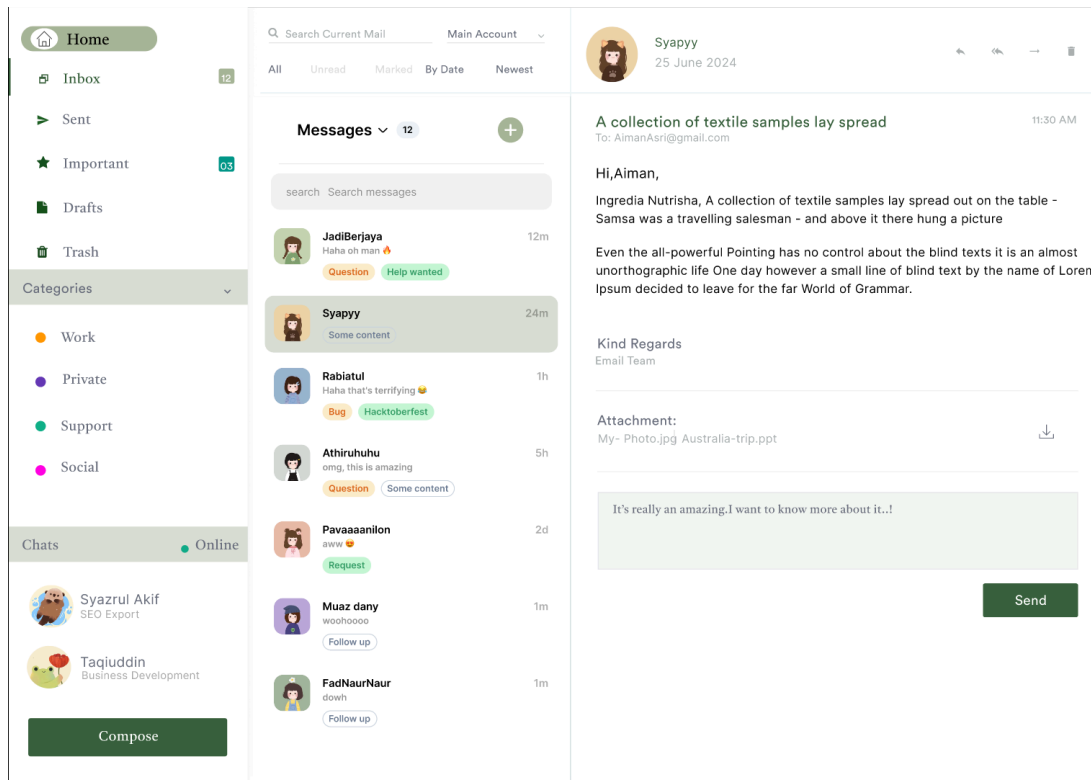 Home
Inbox 12
Sent
Important 03
Drafts
Trash
Categories
Work
Private
Support
Social
Chats Online
Syazrul Akif
SEO Export
Taqiuddin
Business Development
Compose
Search Current Mail Main Account
All Unread Marked By Date Newest
Messages 12
search Search messages
JadiBerjaya 12m
Haha oh man 🔥
Question Help wanted
Syapyy 24m
Some content
Rabiatul 1h
Haha that's terrifying 😂
Bug Hacktoberfest
Athiruhuhu 5h
omg, this is amazing
Question Some content
Pavaaaanilon 2d
aww 😍
Request
Muaz dany 1m
woohoooo
Follow up
FadNaurNaur 1m
dowh
Follow up
Syapyy
25 June 2024
A collection of textile samples lay spread 11:30 AM
To: AimanAsri@gmail.com
Hi,Aiman,
Ingredia Nutrisha, A collection of textile samples lay spread out on the table -
Samsa was a travelling salesman - and above it there hung a picture
Even the all-powerful Pointing has no control about the blind texts it is an almost
unorthographic life One day however a small line of blind text by the name of Loren
Ipsum decided to leave for the far World of Grammar.
Kind Regards
Email Team
Attachment:
My- Photo.jpg Australia-trip.ppt
It's really an amazing.I want to know more about it..!
Send